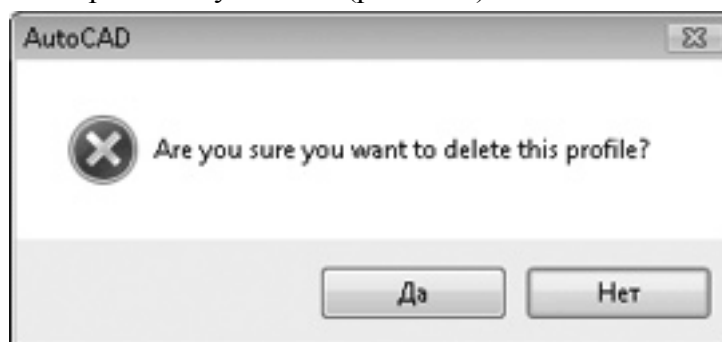 AutoCAD
Are you sure you want to delete this profile?
Да
Нет